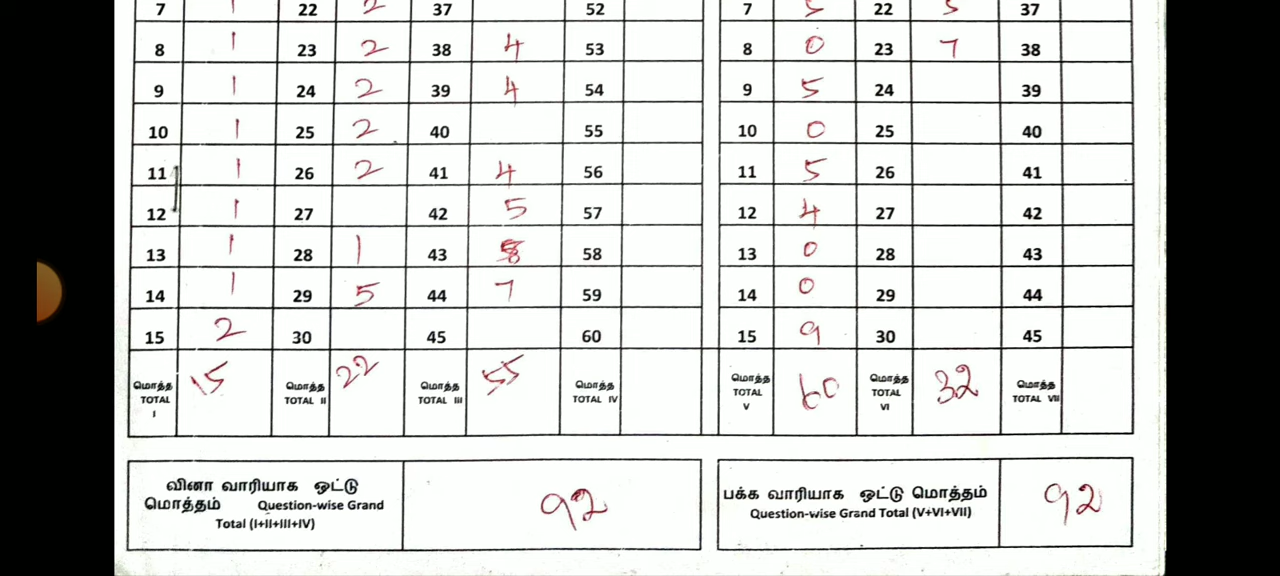 7 1 22 2 37 52 7 5 22 5 37
8 1 23 2 38 4 53 8 0 23 7 38
9 1 24 2 39 4 54 9 5 24 39
10 1 25 2 40 55 10 0 25 40
11 1 26 2 41 4 56 11 5 26 41
12 1 27 42 5 57 12 4 27 42
13 1 28 1 43 58 13 0 28 43
14 1 29 5 44 7 59 14 0 29 44
15 2 30 45 60 15 9 30 45
மொத்த TOTAL I 15 மொத்த TOTAL II 22 மொத்த TOTAL III 55 மொத்த TOTAL IV மொத்த TOTAL V 60 மொத்த TOTAL VI 32 மொத்த TOTAL VII
வினா வாரியாக ஒட்டு
மொத்தம் Question-wise Grand
Total (I+II+III+IV)
92
பக்க வாரியாக ஒட்டு மொத்தம்
Question-wise Grand Total (V+VI+VII)
92